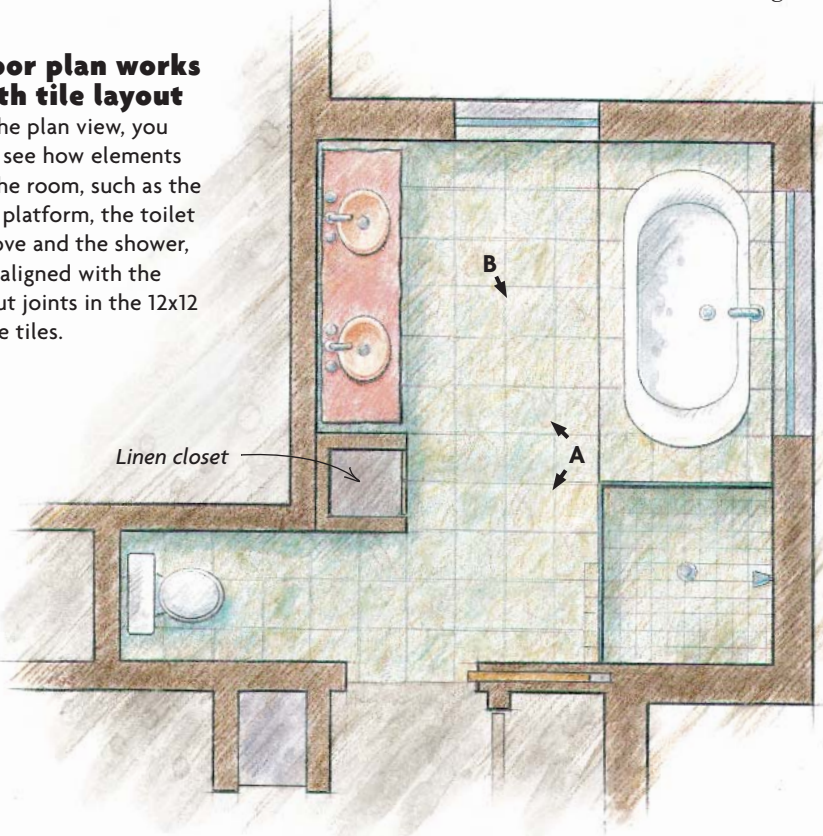 oor plan works
th tile layout
he plan view, you
see how elements
he room, such as the
platform, the toilet
ove and the shower,
aligned with the
ut joints in the 12x12
e tiles.
B
A
Linen closet
g